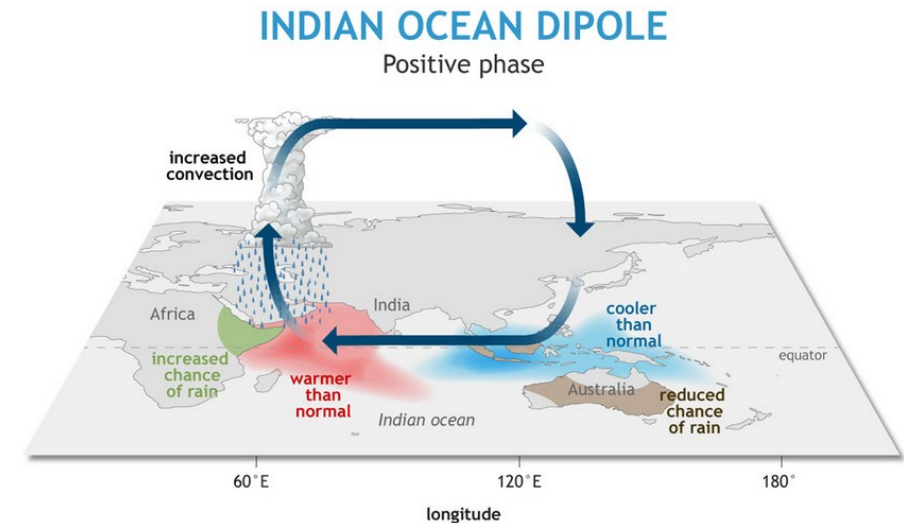 INDIAN OCEAN DIPOLE
Positive phase
increased
convection
Africa
India
cooler
than
normal
equator
increased
chance
of rain
warmer
than
normal
Australia
reduced
chance
of rain
Indian ocean
60°E
120°E
180°
longitude